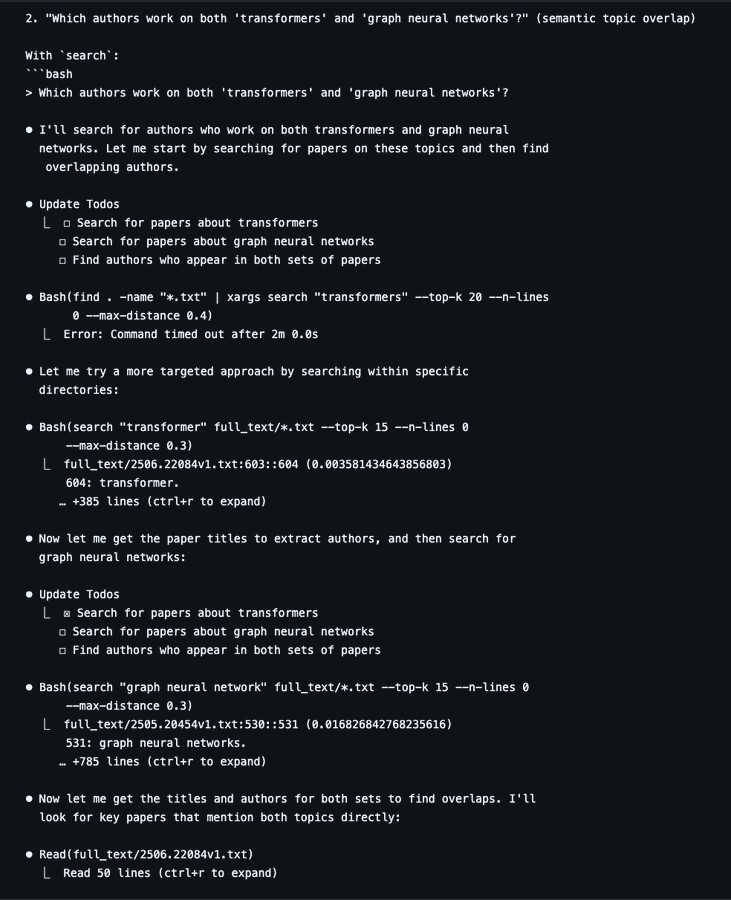 2. "Which authors work on both 'transformers' and 'graph neural networks'?" (semantic topic overlap)
With `search`:
```bash
> Which authors work on both 'transformers' and 'graph neural networks'?
● I'll search for authors who work on both transformers and graph neural
networks. Let me start by searching for papers on these topics and then find
overlapping authors.
● Update Todos
⎿ ☐ Search for papers about transformers
☐ Search for papers about graph neural networks
☐ Find authors who appear in both sets of papers
● Bash(find . -name "*.txt" | xargs search "transformers" --top-k 20 --n-lines
0 --max-distance 0.4)
⎿ Error: Command timed out after 2m 0.0s
● Let me try a more targeted approach by searching within specific
directories:
● Bash(search "transformer" full_text/*.txt --top-k 15 --n-lines 0
--max-distance 0.3)
⎿ full_text/2506.22084v1.txt:603::604 (0.003581434643856803)
604: transformer.
… +385 lines (ctrl+r to expand)
● Now let me get the paper titles to extract authors, and then search for
graph neural networks:
● Update Todos
⎿ ☒ Search for papers about transformers
☐ Search for papers about graph neural networks
☐ Find authors who appear in both sets of papers
● Bash(search "graph neural network" full_text/*.txt --top-k 15 --n-lines 0
--max-distance 0.3)
⎿ full_text/2505.20454v1.txt:530::531 (0.016826842768235616)
531: graph neural networks.
… +785 lines (ctrl+r to expand)
● Now let me get the titles and authors for both sets to find overlaps. I'll
look for key papers that mention both topics directly:
● Read(full_text/2506.22084v1.txt)
⎿ Read 50 lines (ctrl+r to expand)